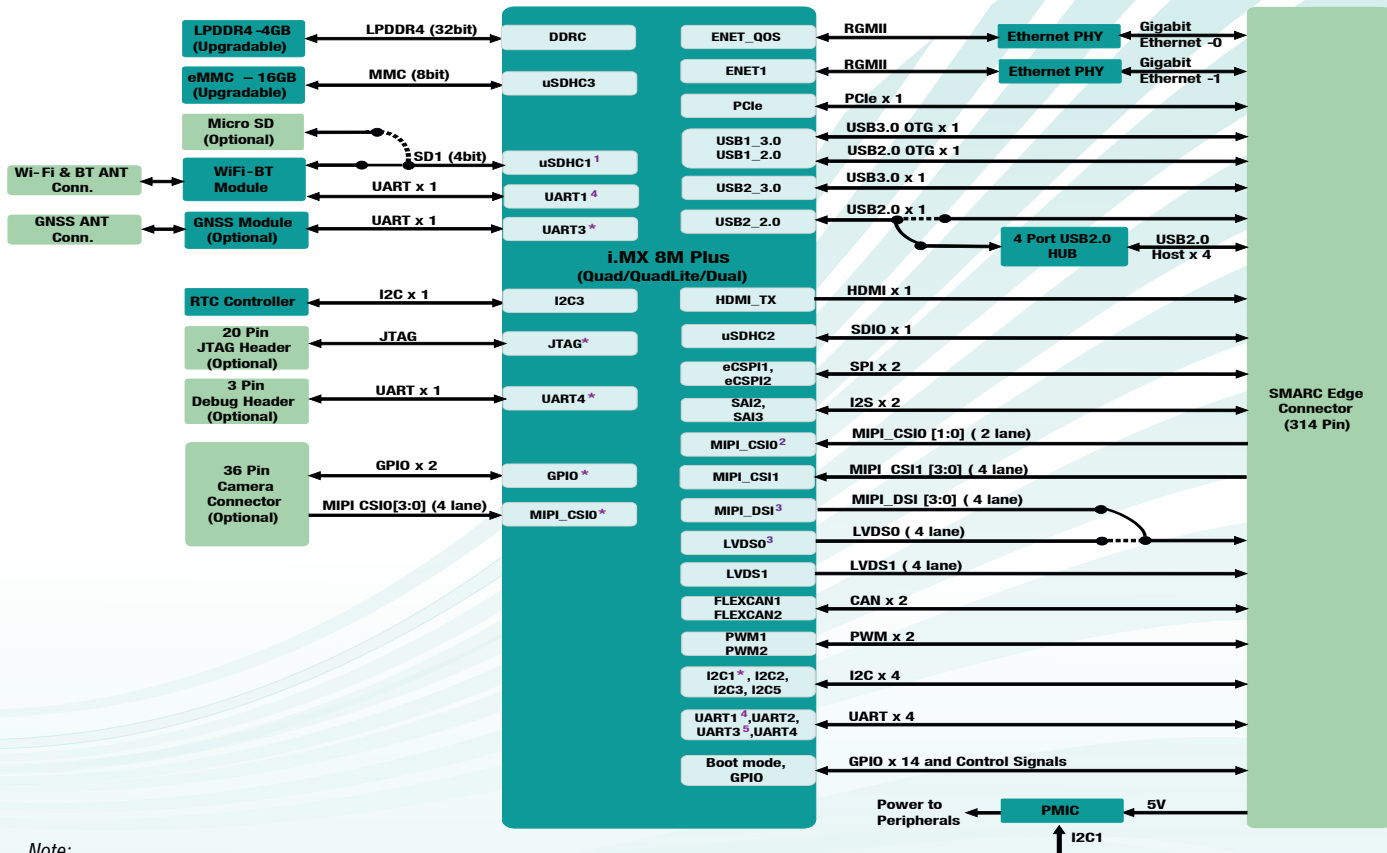 LPDDR4 -4GB
(Upgradable)
LPDDR4 (32bit)
DDRC
eMMC – 16GB
(Upgradable)
MMC (8bit)
uSDHC3
Micro SD
(Optional)
SD1 (4bit)
uSDHC1 1
Wi-Fi & BT ANT
Conn.
WiFi-BT
Module
UART x 1
UART1 4
GNSS ANT
Conn.
GNSS Module
(Optional)
UART x 1
UART3 *
i.MX 8M Plus
(Quad/QuadLite/Dual)
RTC Controller
I2C x 1
I2C3
20 Pin
JTAG Header
(Optional)
JTAG
JTAG*
3 Pin
Debug Header
(Optional)
UART x 1
UART4 *
36 Pin
Camera
Connector
(Optional)
GPIO x 2
GPIO *
MIPI CSI0[3:0] (4 lane)
MIPI_CSI0*
ENET_QOS
RGMII
Ethernet PHY
Gigabit
Ethernet -0
ENET1
RGMII
Ethernet PHY
Gigabit
Ethernet -1
PCIe
PCIe x 1
USB1_3.0
USB1_2.0
USB3.0 OTG x 1
USB2.0 OTG x 1
USB2_3.0
USB3.0 x 1
USB2_2.0
USB2.0 x 1
4 Port USB2.0
HUB
USB2.0
Host x 4
HDMI_TX
HDMI x 1
uSDHC2
SDIO x 1
eCSPI1,
eCSPI2
SPI x 2
SAI2,
SAI3
I2S x 2
MIPI_CSI0 2
MIPI_CSI0 [1:0] ( 2 lane)
MIPI_CSI1
MIPI_CSI1 [3:0] ( 4 lane)
MIPI_DSI 3
MIPI_DSI [3:0] ( 4 lane)
LVDS0 3
LVDS0 ( 4 lane)
LVDS1
LVDS1 ( 4 lane)
FLEXCAN1
FLEXCAN2
CAN x 2
PWM1
PWM2
PWM x 2
I2C1* , I2C2,
I2C3, I2C5
I2C x 4
UART1 4,UART2,
UART3 5,UART4
UART x 4
Boot mode,
GPIO
GPIO x 14 and Control Signals
SMARC Edge
Connector
(314 Pin)
Power to
Peripherals
PMIC
5V
I2C1
Note: